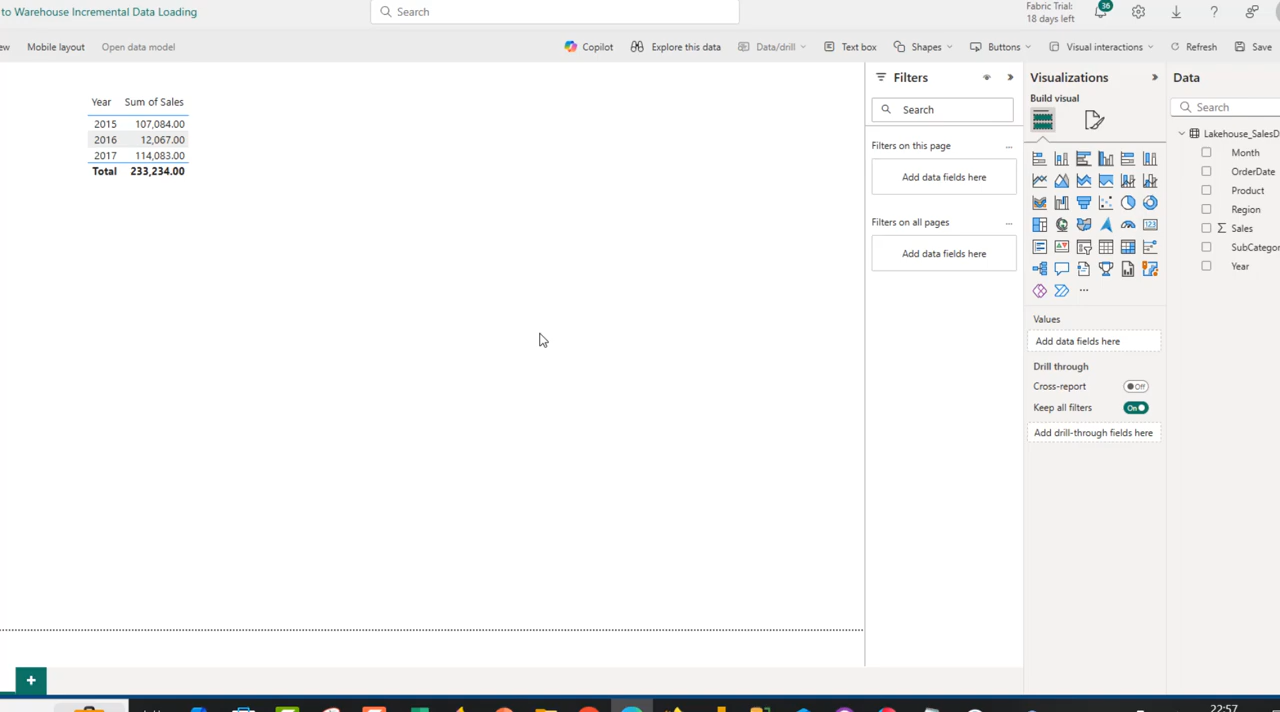 to Warehouse Incremental Data Loading
Search
Fabric Trial:
18 days left
36
Mobile layout
Open data model
Copilot
Explore this data
Data/drill
Text box
Shapes
Buttons
Visual interactions
Refresh
Save
Year Sum of Sales
2015 107,084.00
2016 12,067.00
2017 114,083.00
Total 233,234.00
Filters
Search
Filters on this page
...
Add data fields here
Filters on all pages
...
Add data fields here
Visualizations
Build visual
123
...
Values
Add data fields here
Drill through
Cross-report
Off
Keep all filters
On
Add drill-through fields here
Data
Search
Lakehouse_SalesD
Month
OrderDate
Product
Region
Σ Sales
SubCategor
Year
+
22:57